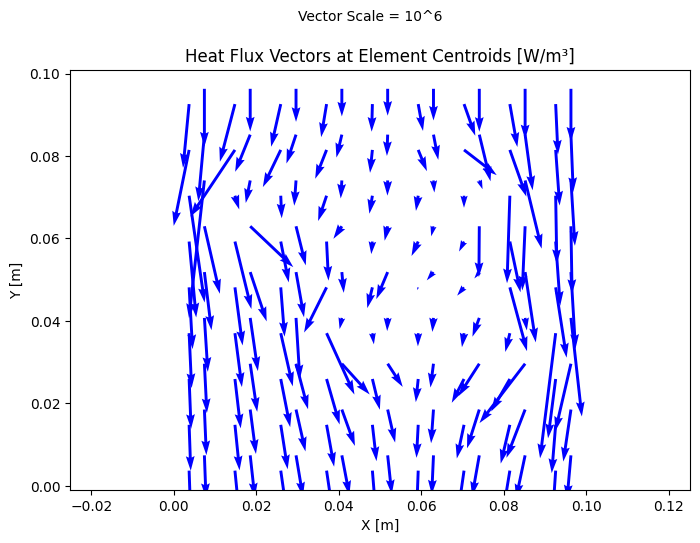 Vector Scale = 10^6
Heat Flux Vectors at Element Centroids [W/m³]
0.10
0.08
0.06
0.04
0.02
0.00
Y [m]
−0.02 0.00 0.02 0.04 0.06 0.08 0.10 0.12
X [m]